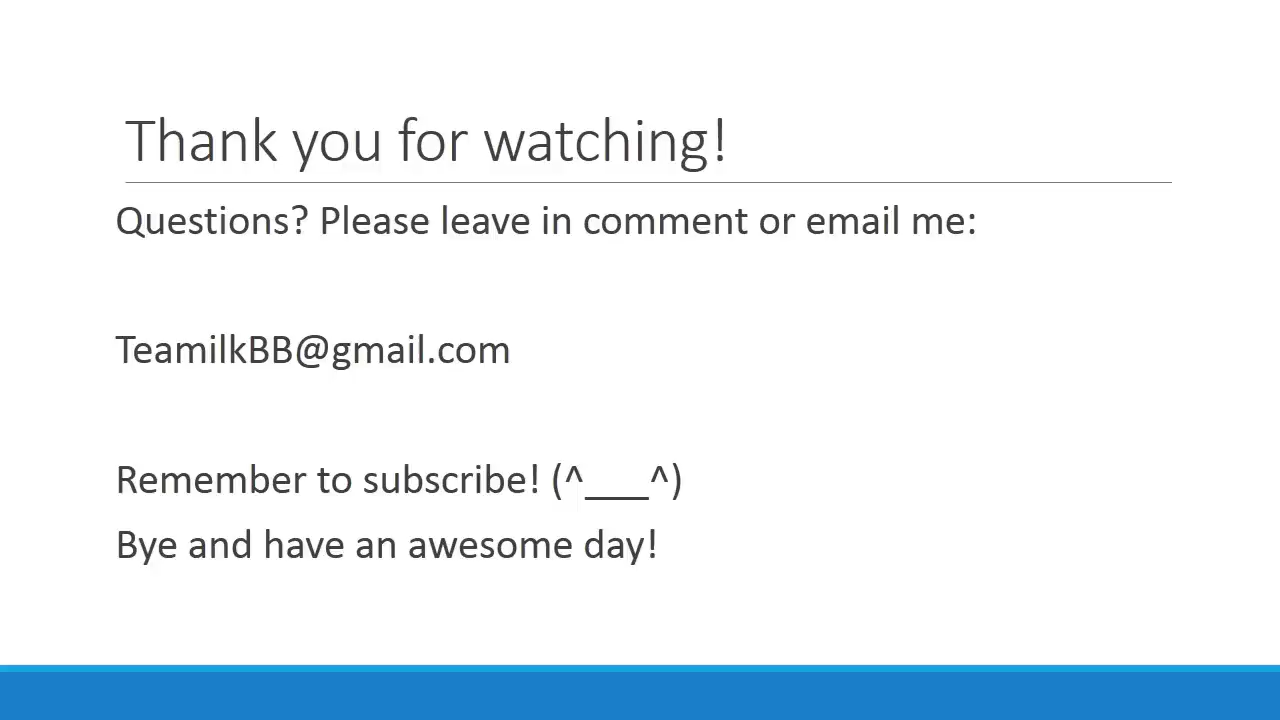 Thank you for watching!
Questions? Please leave in comment or email me:
TeamilkBB@gmail.com
Remember to subscribe! (^___^)
Bye and have an awesome day!